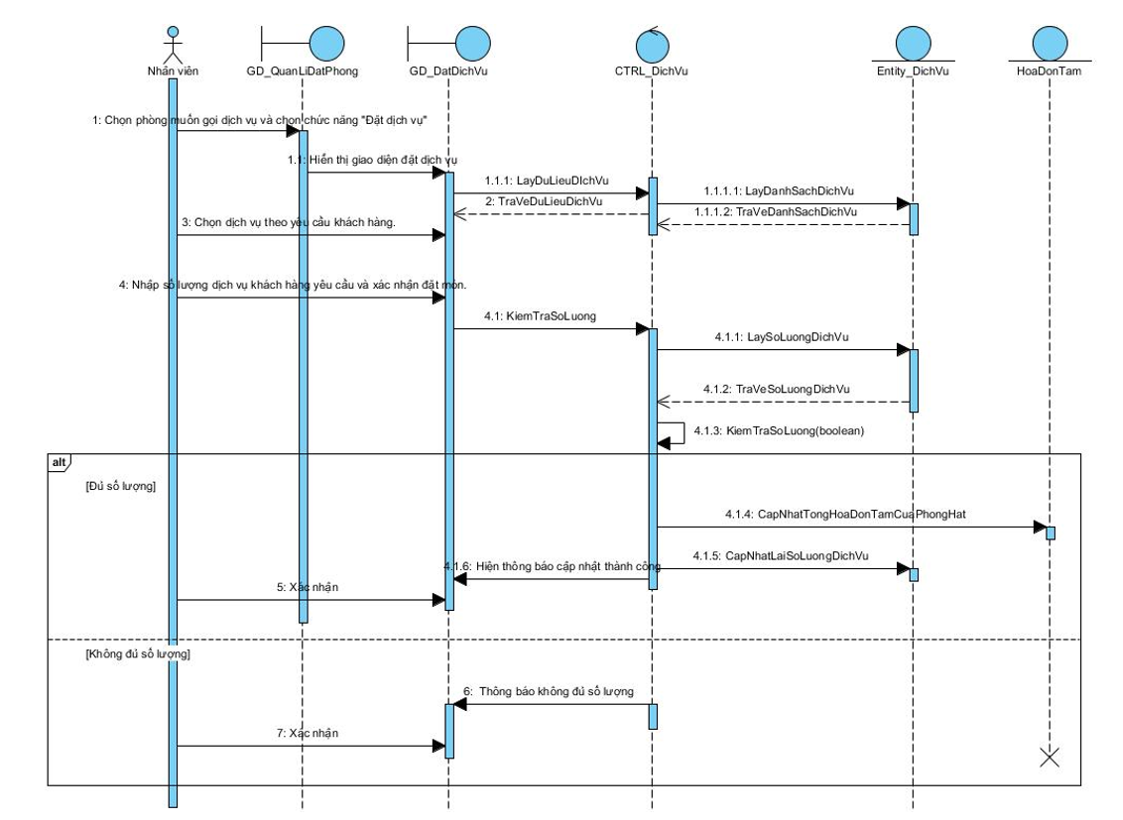 Nhân viên
GD_QuanLiDatPhong
GD_DatDichVu
CTRL_DichVu
Entity_DichVu
HoaDonTam
1: Chọn phòng muốn gọi dịch vụ và chọn chức năng "Đặt dịch vụ"
1.1: Hiển thị giao diện đặt dịch vụ
1.1.1: LayDuLieuDIchVu
1.1.1.1: LayDanhSachDichVu
2: TraVeDuLieuDichVu
1.1.1.2: TraVeDanhSachDichVu
3: Chọn dịch vụ theo yêu cầu khách hàng.
4: Nhập số lượng dịch vụ khách hàng yêu cầu và xác nhận đặt món.
4.1: KiemTraSoLuong
4.1.1: LaySoLuongDichVu
4.1.2: TraVeSoLuongDichVu
4.1.3: KiemTraSoLuong(boolean)
alt
[Đủ số lượng]
4.1.4: CapNhatTongHoaDonTamCuaPhongHat
4.1.5: CapNhatLaiSoLuongDichVu
4.1.6: Hiện thông báo cập nhật thành công
5: Xác nhận
[Không đủ số lượng]
6: Thông báo không đủ số lượng
7: Xác nhận